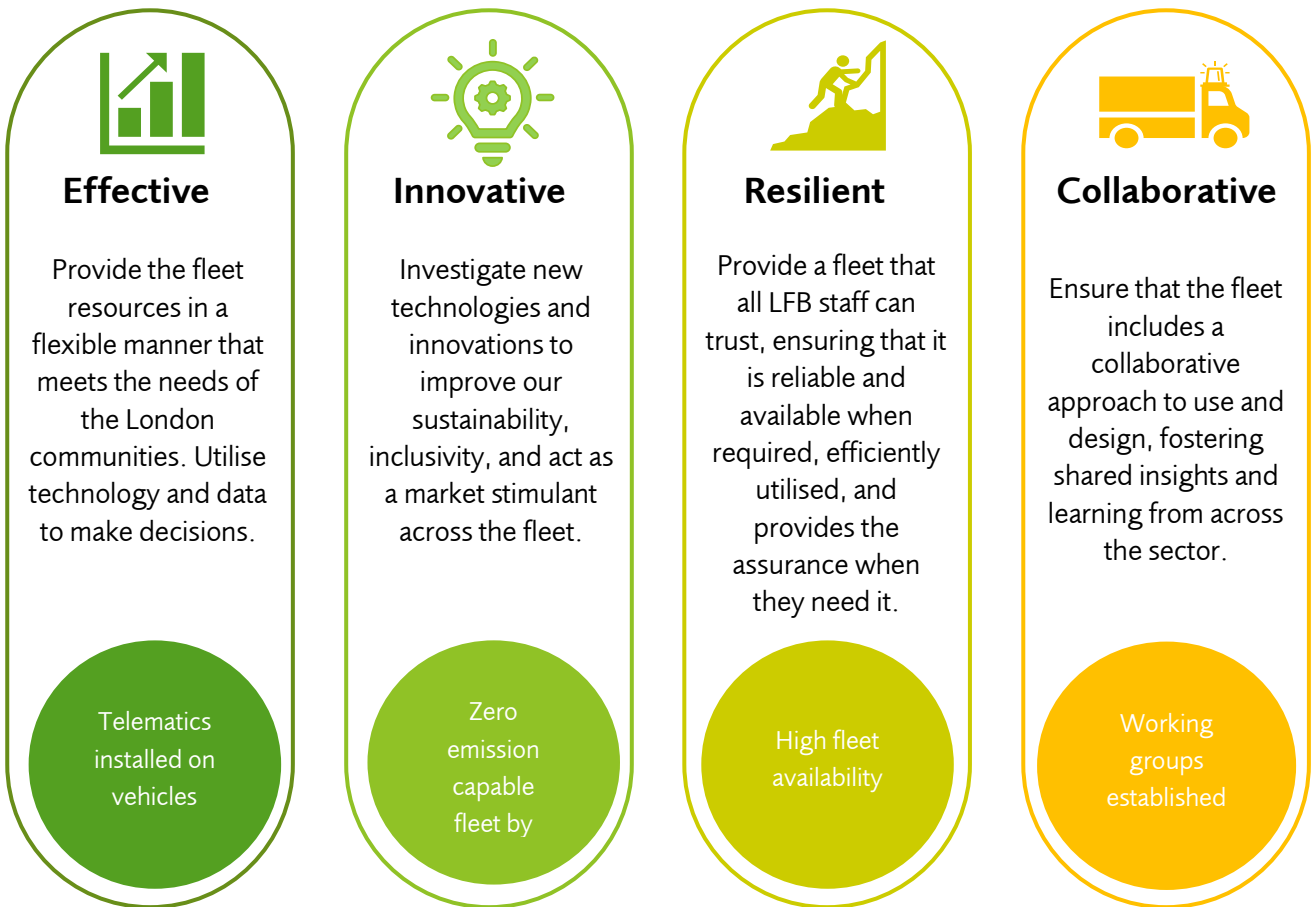 Effective
Provide the fleet
resources in a
flexible manner that
meets the needs of
the London
communities. Utilise
technology and data
to make decisions.
Telematics
installed on
vehicles
Innovative
Investigate new
technologies and
innovations to
improve our
sustainability,
inclusivity, and act as
a market stimulant
across the fleet.
Zero
emission
capable
fleet by
Resilient
Provide a fleet that
all LFB staff can
trust, ensuring that it
is reliable and
available when
required, efficiently
utilised, and
provides the
assurance when
they need it.
High fleet
availability
Collaborative
Ensure that the fleet
includes a
collaborative
approach to use and
design, fostering
shared insights and
learning from across
the sector.
Working
groups
established